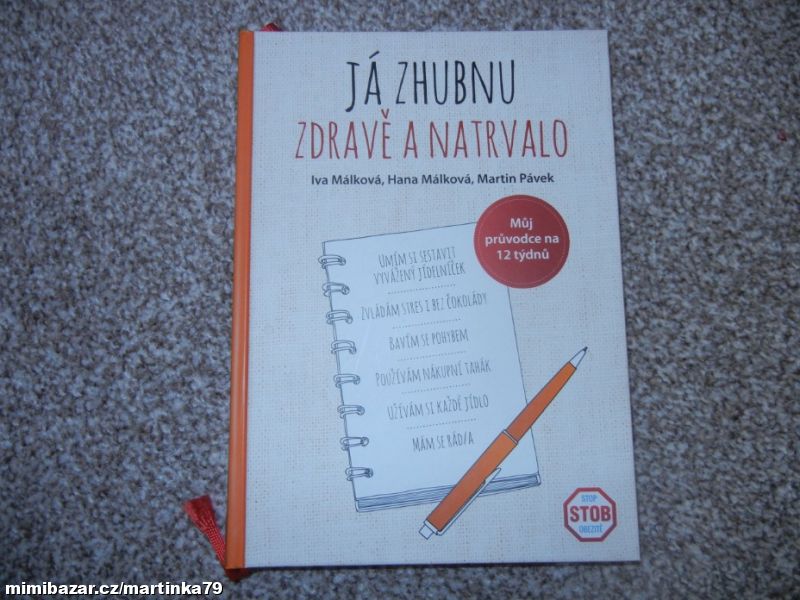 JÁ ZHUBNU
ZDRAVĚ A NATRVALO
Iva Málková, Hana Málková, Martin Pávek
Můj
průvodce na
12 týdnů
UMÍM SI SESTAVIT
VYVÁŽENÝ JÍDELNÍČEK
ZVLÁDÁM STRES I BEZ ČOKOLÁDY
BAVÍM SE POHYBEM
POUŽÍVÁM NÁKUPNÍ TAHÁK
UŽÍVÁM SI KAŽDÉ JÍDLO
MÁM SE RÁD/A
STOP
STOB
OBEZITĚ
mimibazar.cz/martinka79